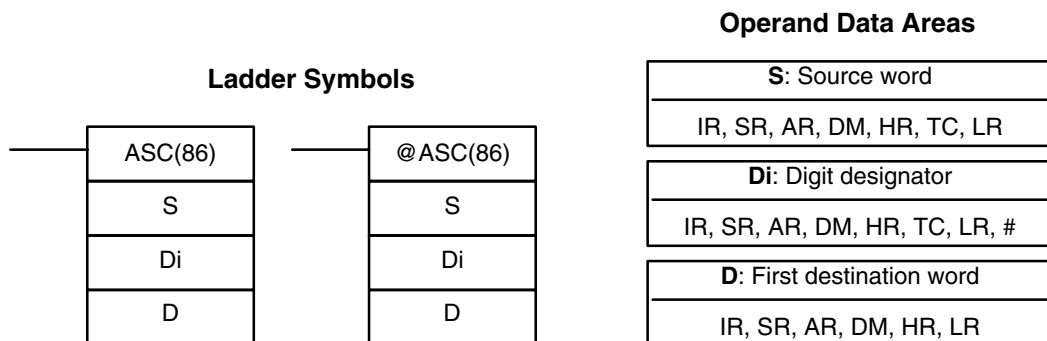 Ladder Symbols
ASC(86)
S
Di
D
@ASC(86)
S
Di
D
Operand Data Areas
S: Source word
IR, SR, AR, DM, HR, TC, LR
Di: Digit designator
IR, SR, AR, DM, HR, TC, LR, #
D: First destination word
IR, SR, AR, DM, HR, LR